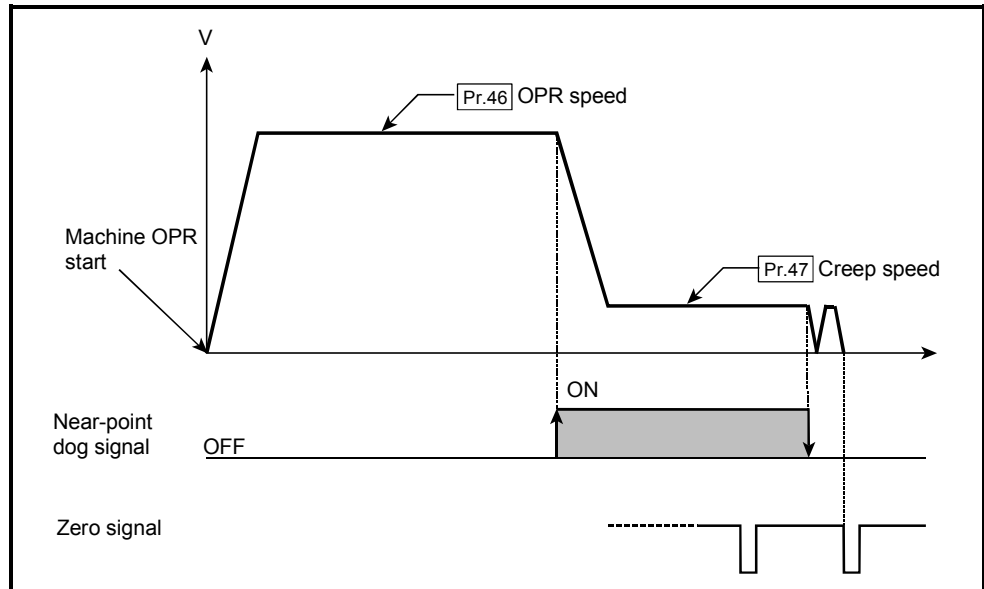 V
Pr.46 OPR speed
Machine OPR
start
Pr.47 Creep speed
ON
Near-point
dog signal
OFF
Zero signal